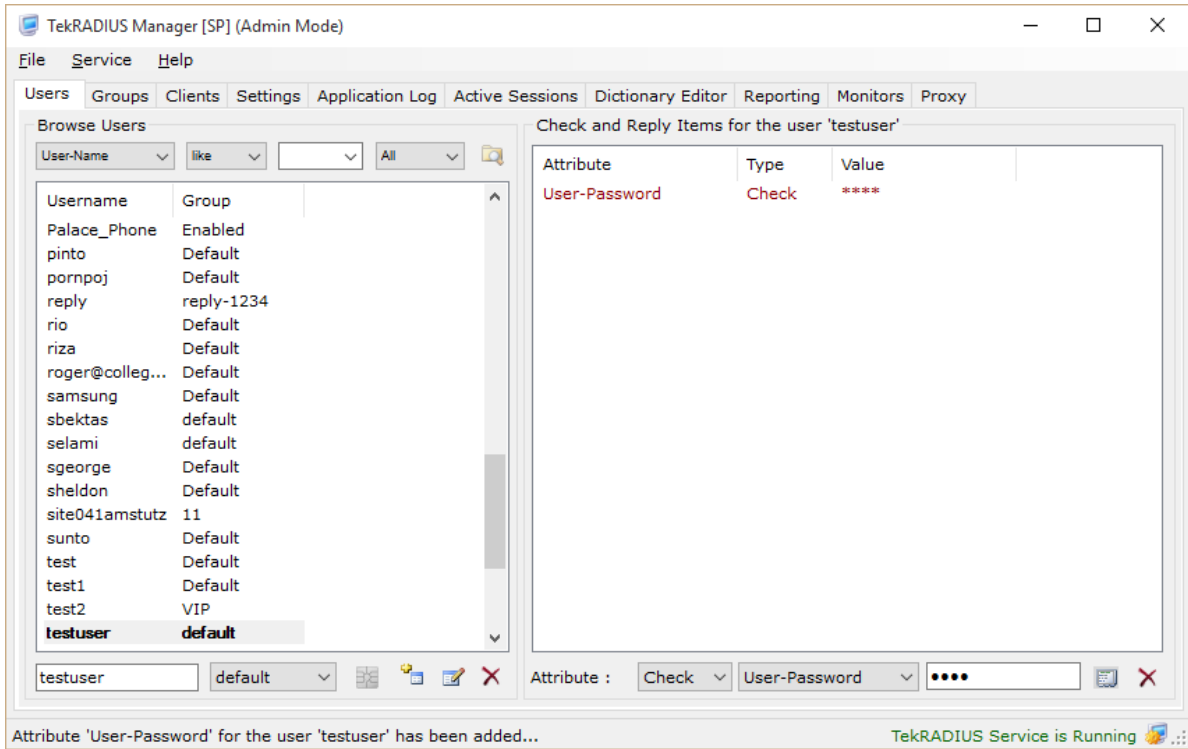 TekRADIUS Manager [SP] (Admin Mode)
File Service Help
Users Groups Clients Settings Application Log Active Sessions Dictionary Editor Reporting Monitors Proxy
Browse Users
User-Name like All
Username Group
Palace_Phone Enabled
pinto Default
pornpoj Default
reply reply-1234
rio Default
riza Default
roger@colleg... Default
samsung Default
sbektas default
selami default
sgeorge Default
sheldon Default
site041amstutz 11
sunto Default
test Default
test1 Default
test2 VIP
testuser default
testuser default
Check and Reply Items for the user 'testuser'
Attribute Type Value
User-Password Check ****
Attribute : Check User-Password ••••
Attribute 'User-Password' for the user 'testuser' has been added...
TekRADIUS Service is Running